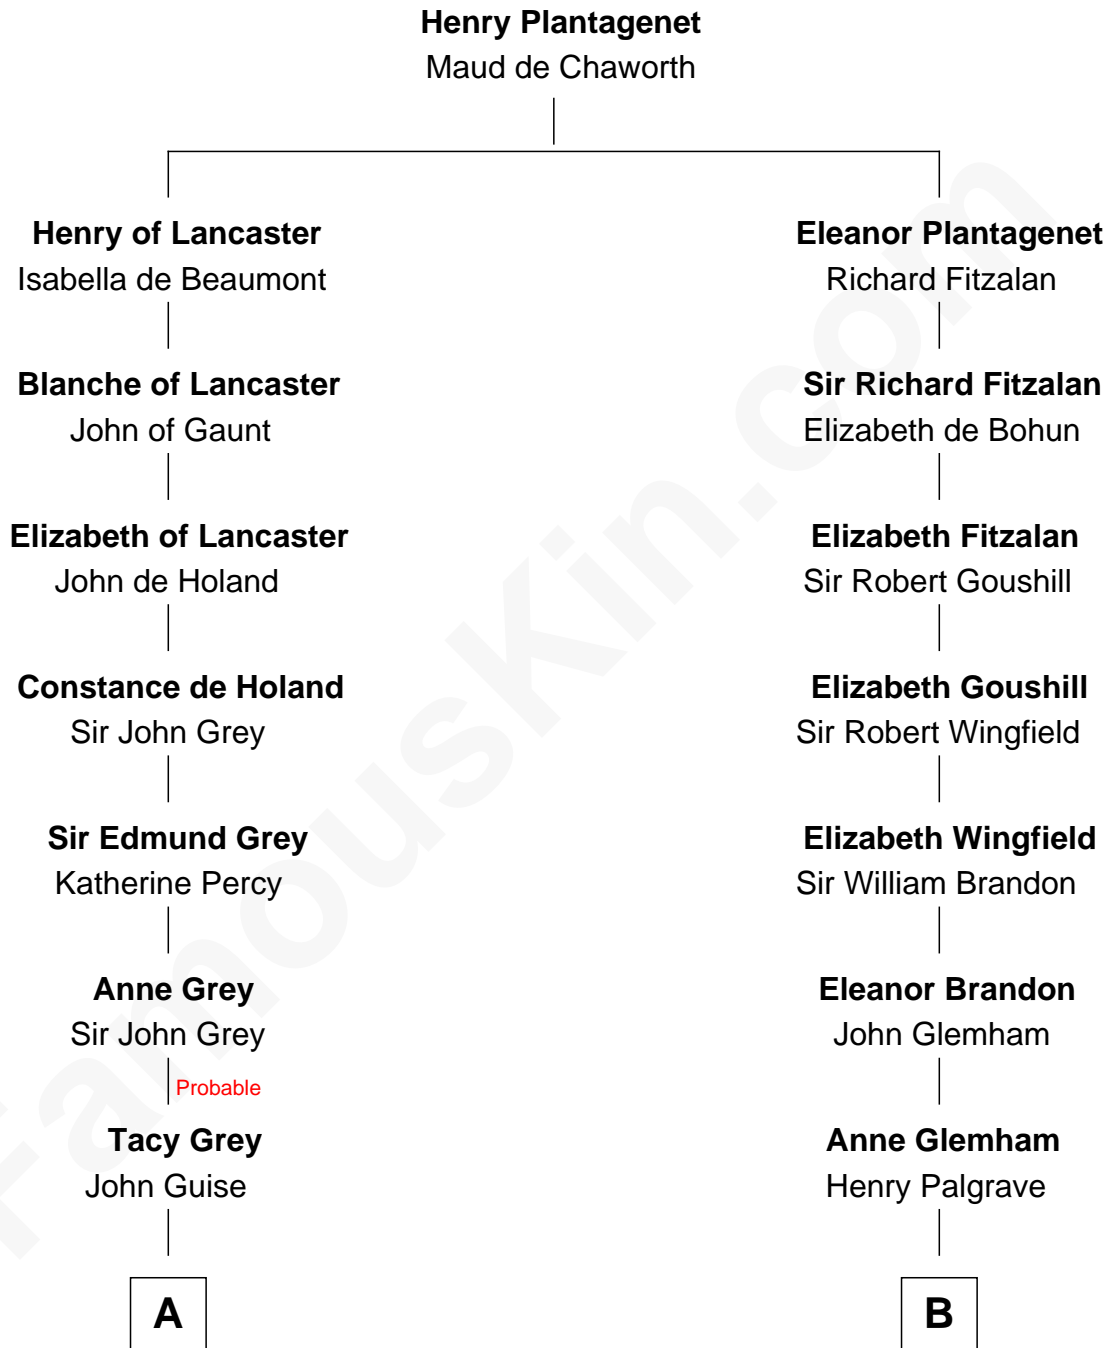 Henry Plantagenet
Maud de Chaworth
Henry of Lancaster
Isabella de Beaumont
Eleanor Plantagenet
Richard Fitzalan
Blanche of Lancaster
John of Gaunt
Sir Richard Fitzalan
Elizabeth de Bohun
Elizabeth of Lancaster
John de Holand
Elizabeth Fitzalan
Sir Robert Goushill
Constance de Holand
Sir John Grey
Elizabeth Goushill
Sir Robert Wingfield
Sir Edmund Grey
Katherine Percy
Elizabeth Wingfield
Sir William Brandon
Anne Grey
Sir John Grey
Eleanor Brandon
John Glemham
Probable
Tacy Grey
John Guise
Anne Glemham
Henry Palgrave
A
B
FamousKin.com